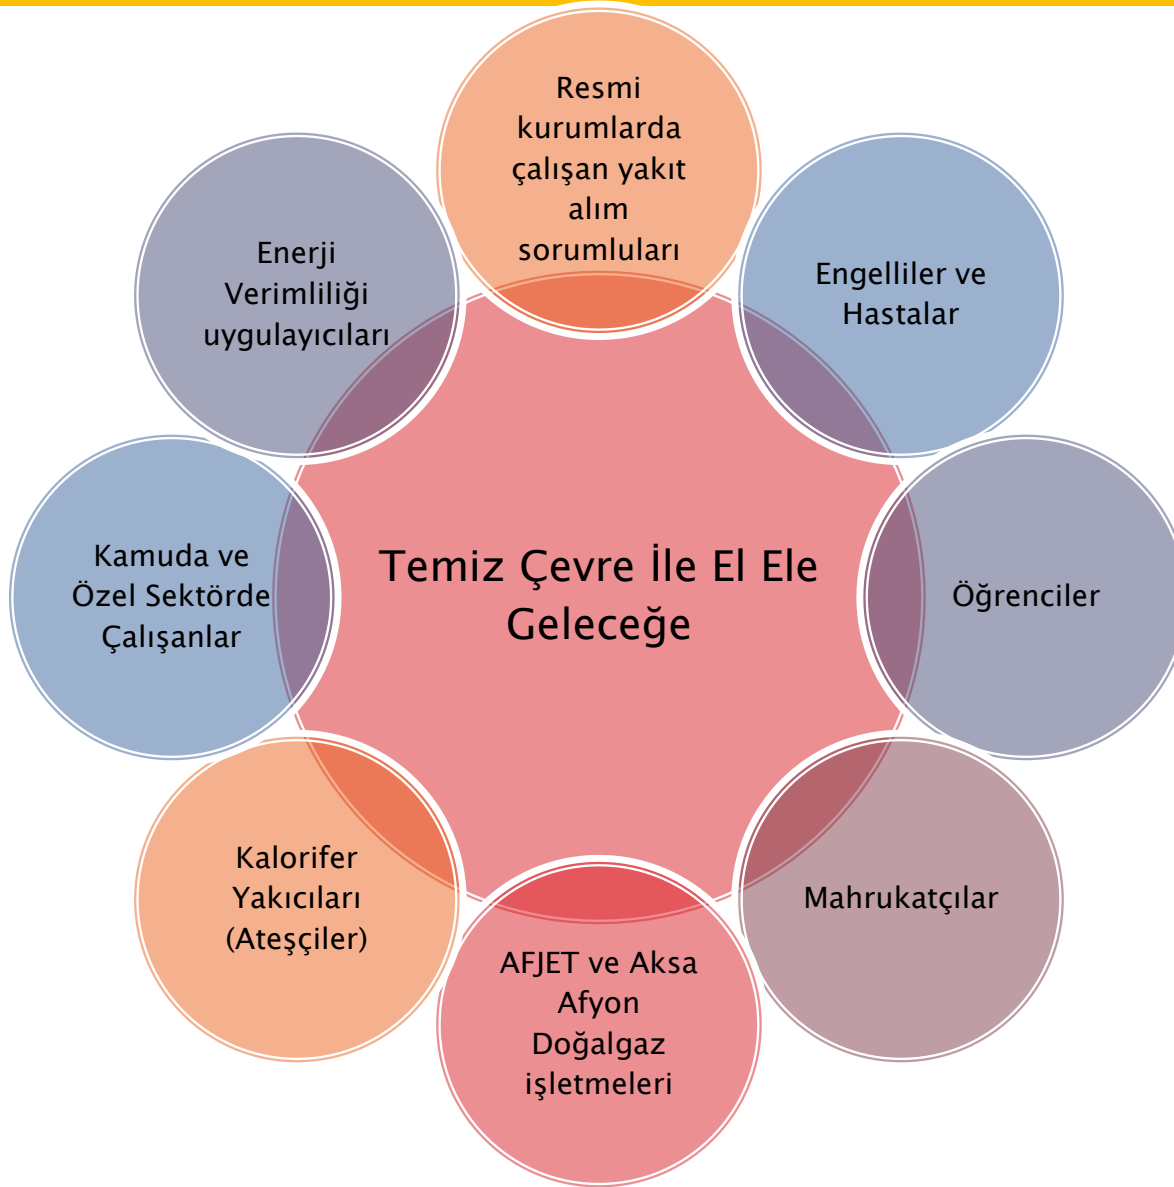 Resmi
kurumlarda
çalışan yakıt
alım
sorumluları
Engelliler ve
Hastalar
Öğrenciler
Mahrukatçılar
AFJET ve Aksa
Afyon
Doğalgaz
işletmeleri
Kalorifer
Yakıcıları
(Ateşçiler)
Kamuda ve
Özel Sektörde
Çalışanlar
Enerji
Verimliliği
uygulayıcıları
Temiz Çevre İle El Ele
Geleceğe